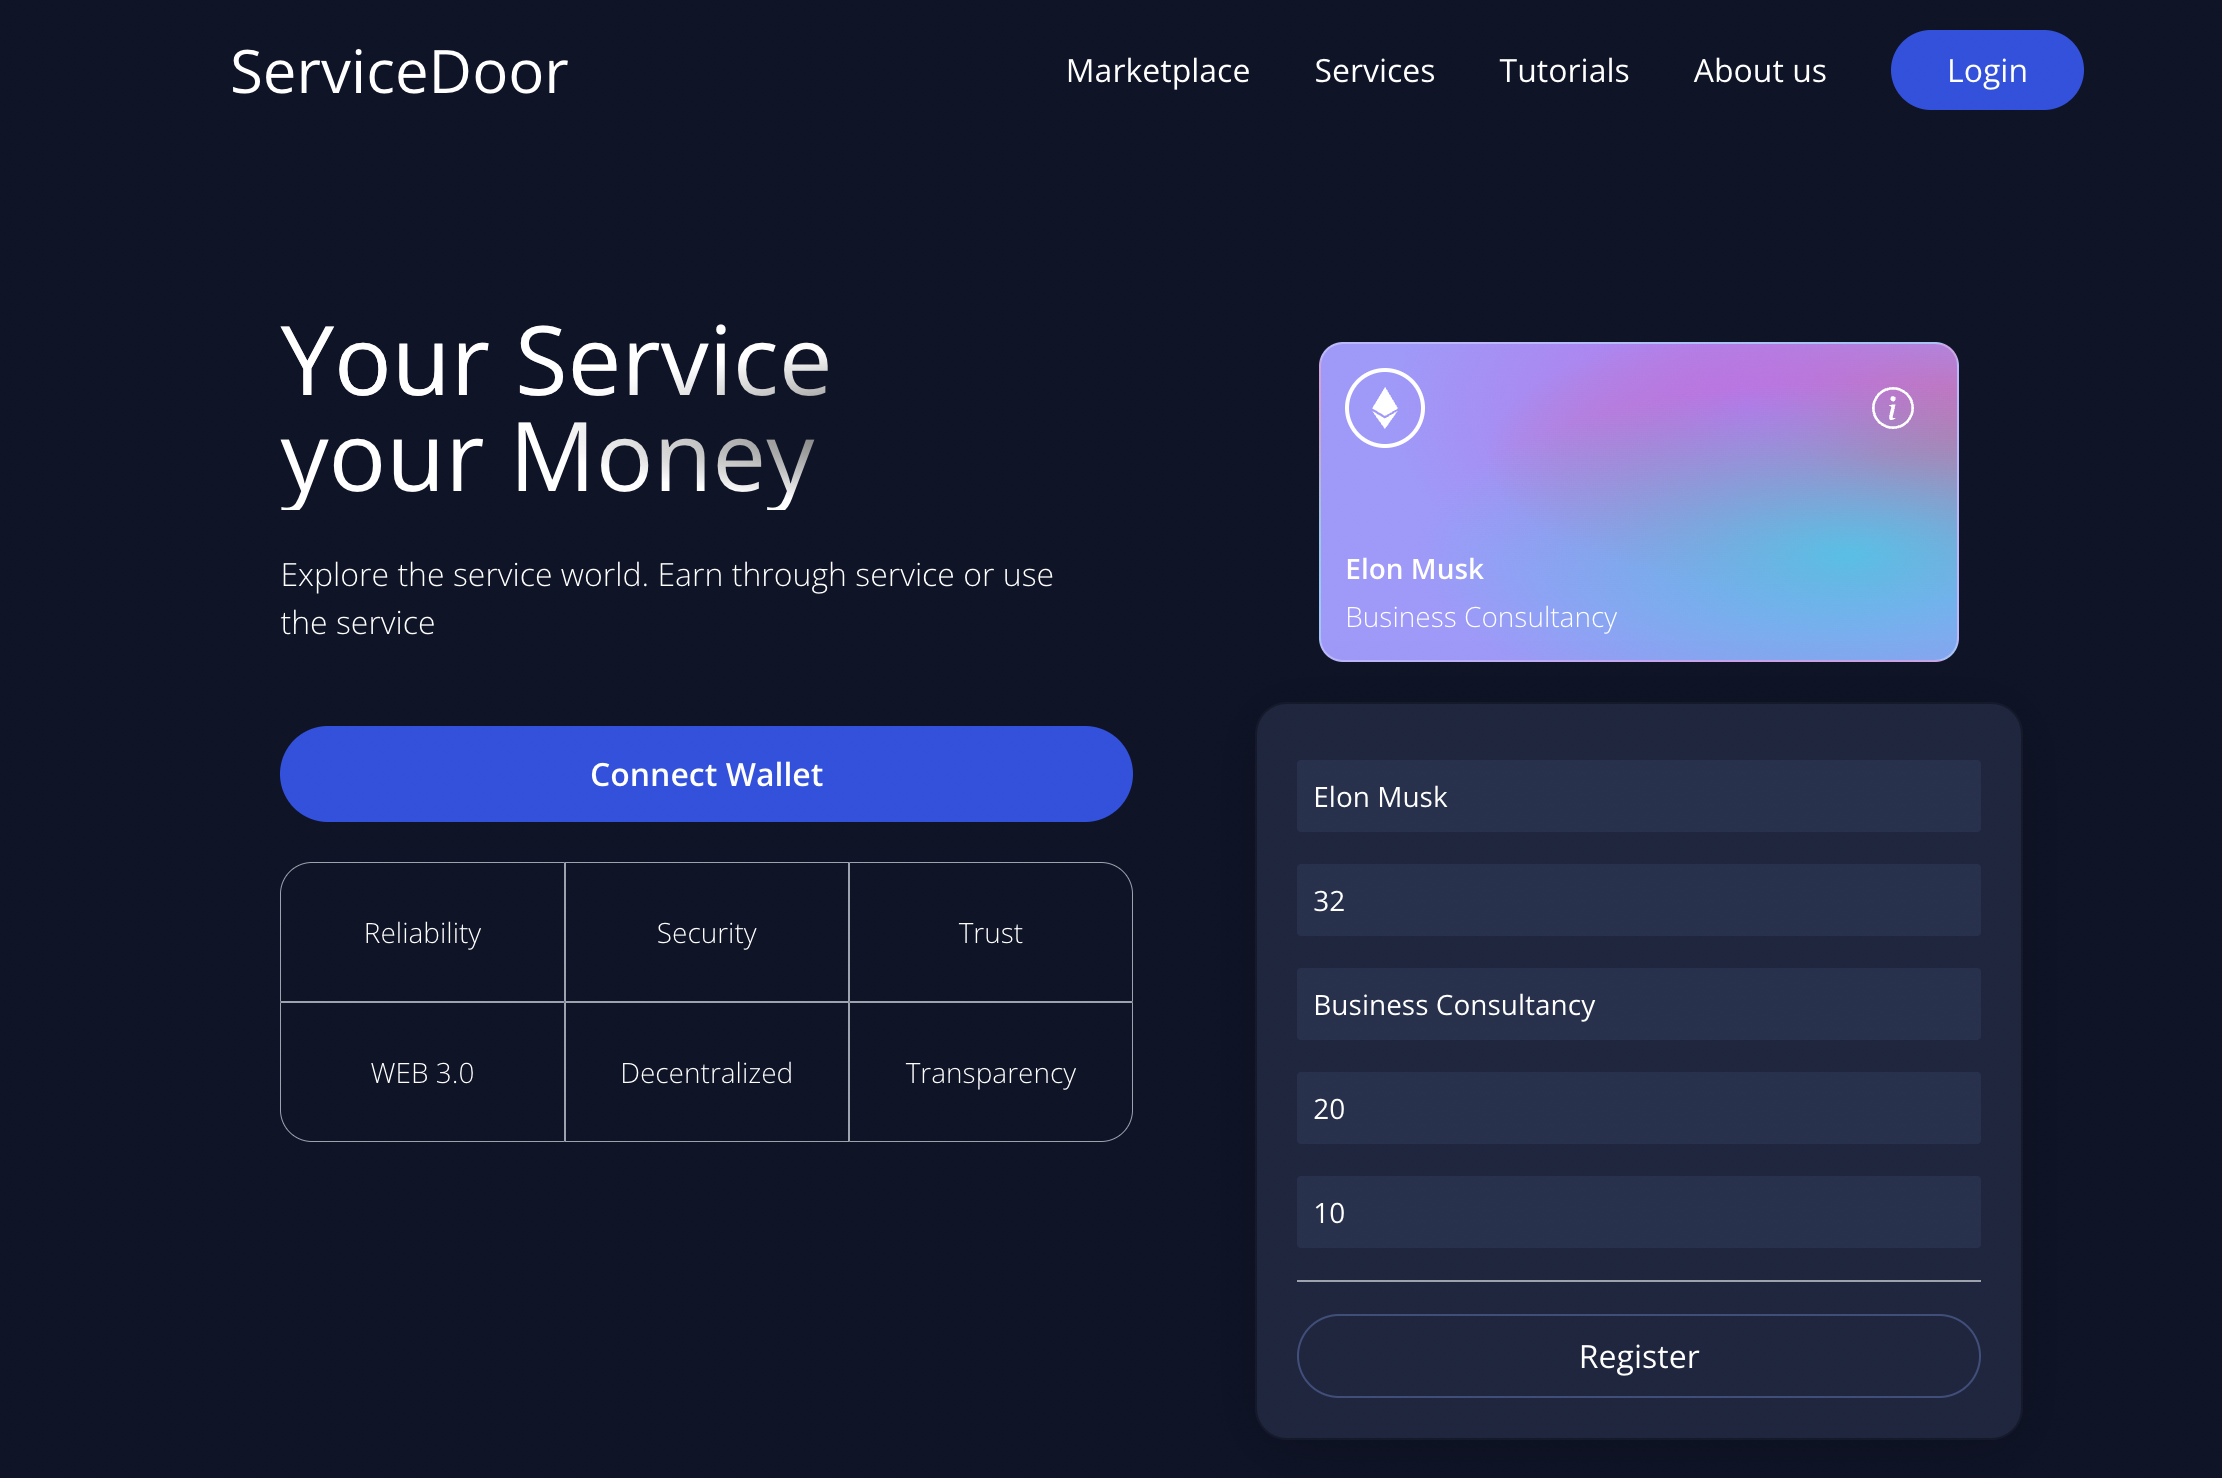 ServiceDoor
Marketplace
Services
Tutorials
About us
Login
Your Service
your Money
Explore the service world. Earn through service or use
the service
Connect Wallet
Reliability
Security
Trust
WEB 3.0
Decentralized
Transparency
i
Elon Musk
Business Consultancy
Elon Musk
32
Business Consultancy
20
10
Register